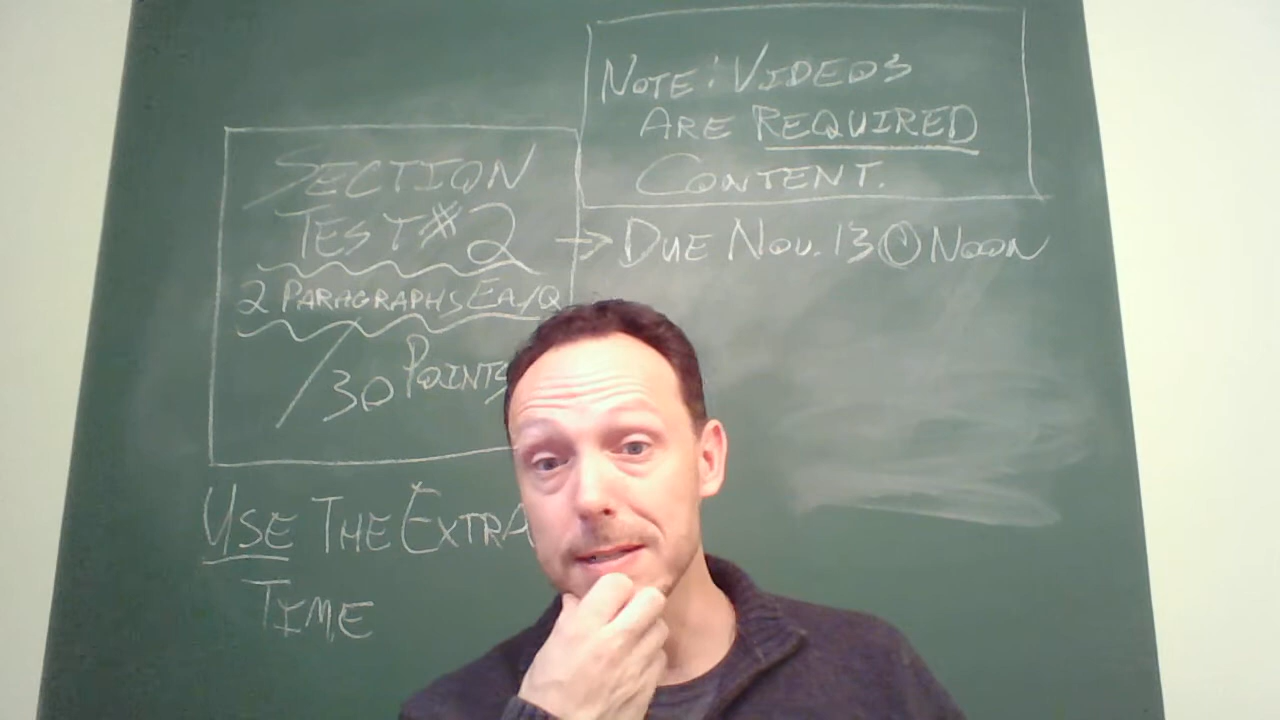 NOTE: VIDEOS
ARE REQUIRED
CONTENT.
SECTION
TEST #2
→ DUE NOV. 13 @ NOON
2 PARAGRAPHS EA/Q
/30 POINTS
USE THE EXTRA
TIME